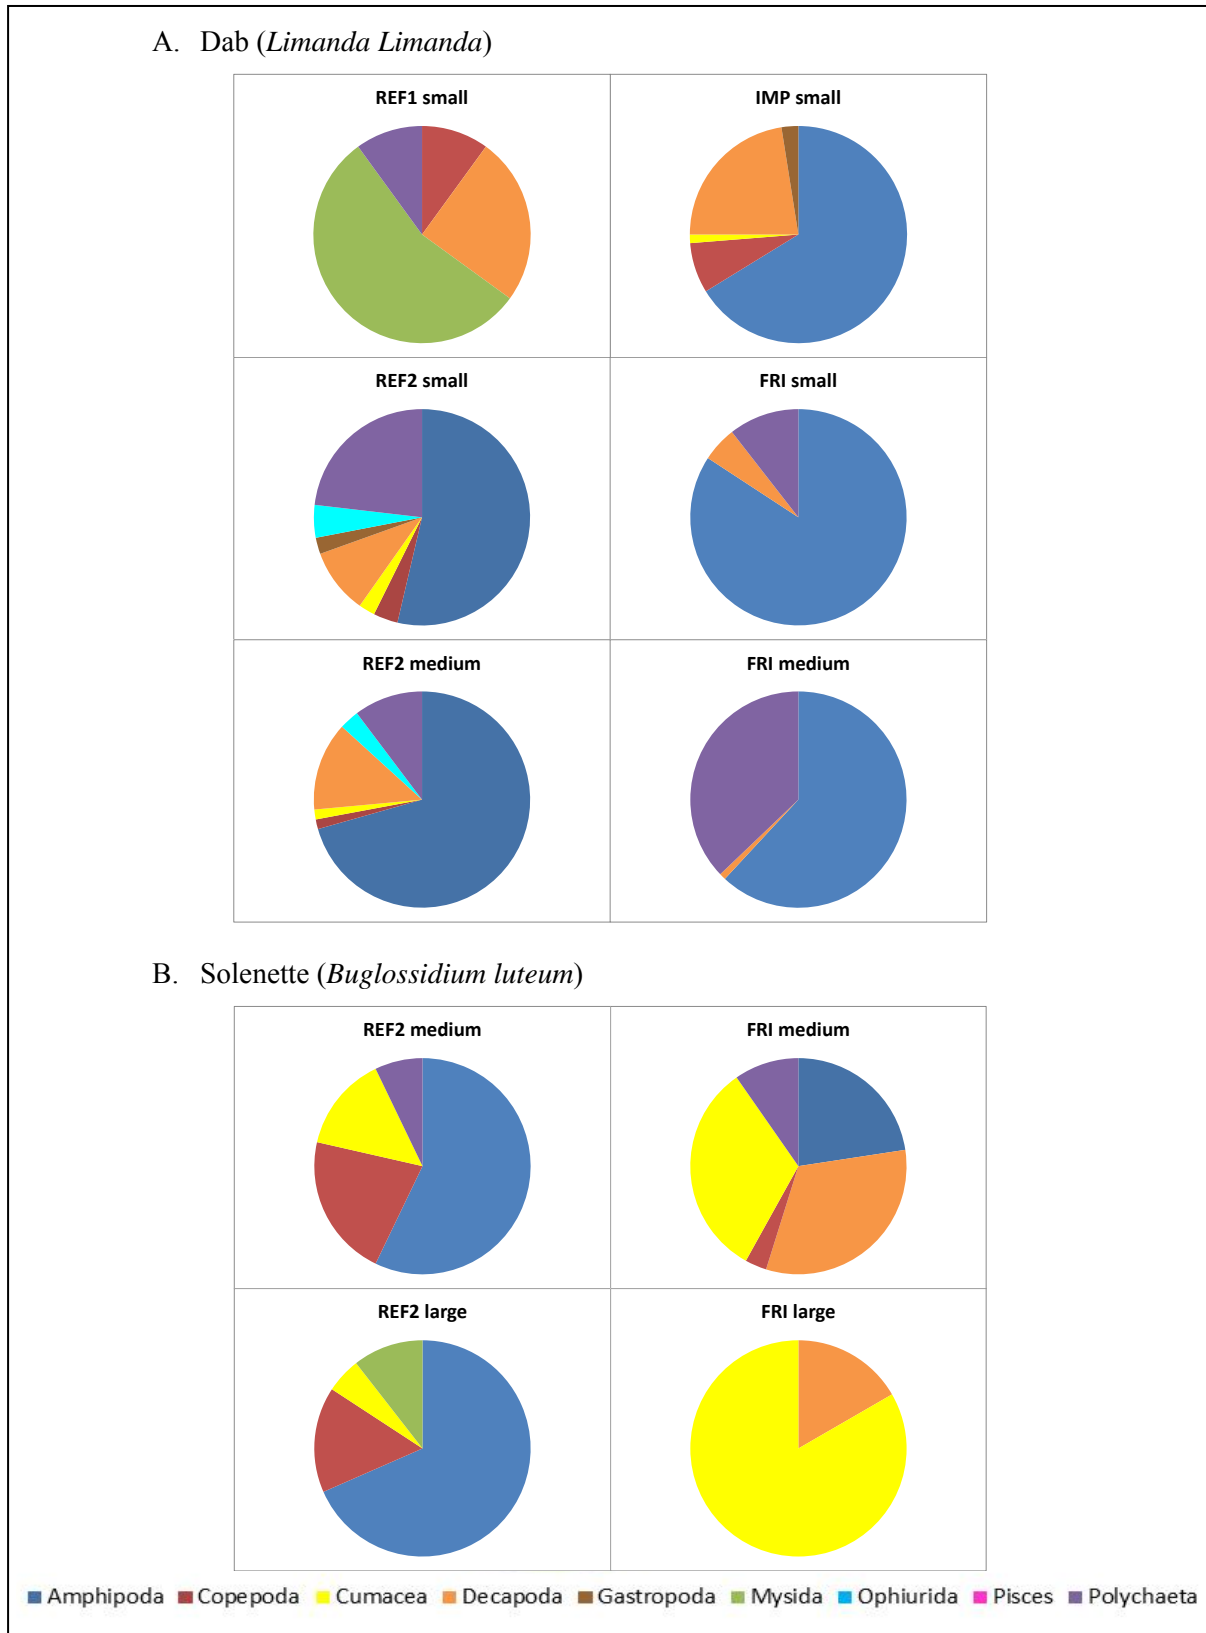 A. Dab (Limanda Limanda)
REF1 small
IMP small
REF2 small
FRI small
REF2 medium
FRI medium
B. Solenette (Buglossidium luteum)
REF2 medium
FRI medium
REF2 large
FRI large
Amphipoda Copepoda Cumacea Decapoda Gastropoda Mysida Ophiurida Pisces Polychaeta